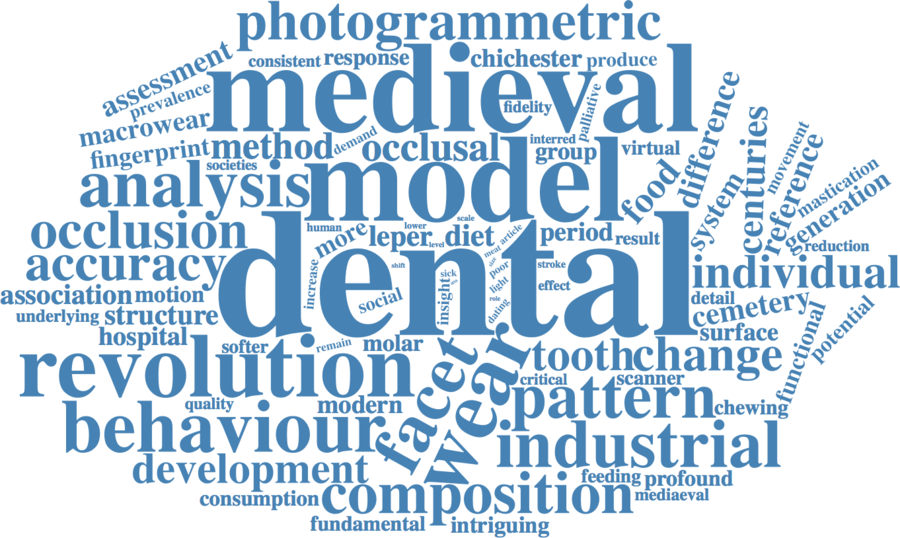 photogrammetric
consistent response chichester produce
assessment
prevalence
medieval
fidelity
palliative
macrowear
fingerprint method demand occlusal interred group virtual
societies
difference
analysis model food
system centuries movement reference mastication generation
human lower scale
occlusion more leper level diet article period result
reduction
accuracy dental
increase shift social insight sick meat poor light role dating stroke effect
individual
association motion
detail cemetery
underlying structure
surface
hospital
softer remain molar
functional potential
revolution facet wear tooth change
critical scanner
quality modern
pattern chewing
behaviour industrial
development
feeding profound
consumption composition mediaeval
fundamental intriguing